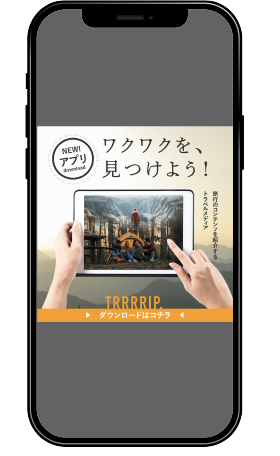 NEW!
アプリ
download
ワクワクを、
見つけよう!
旅行のコンテンツを紹介する
トラベルメディア
TRRRRIP.
ダウンロードはコチラ